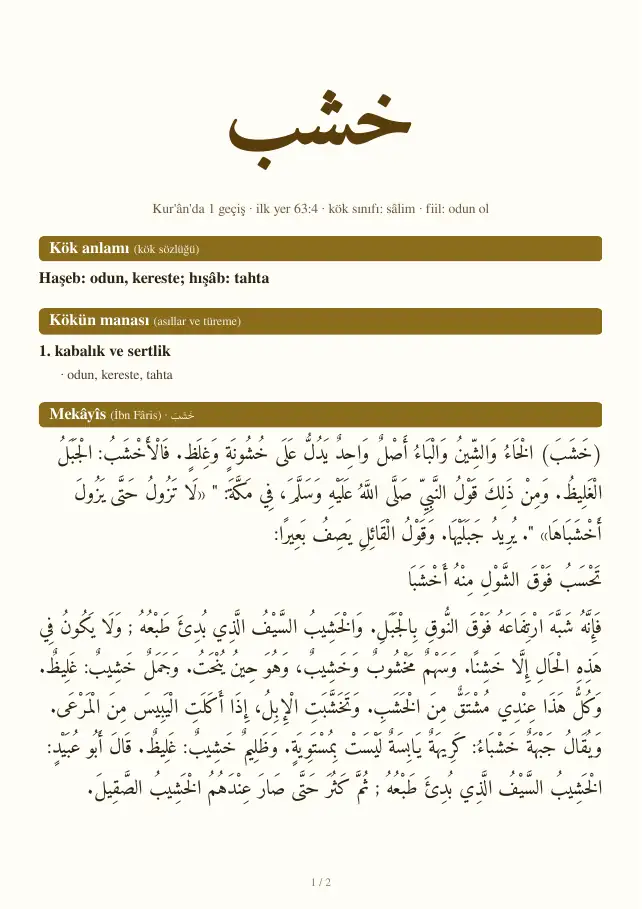 خشب
Kur'ân'da 1 geçiş · ilk yer 63:4 · kök sınıfı: sâlim · fiil: odun ol
Kök anlamı (kök sözlüğü)
Haşeb: odun, kereste; hışâb: tahta
Kökün manası (asıllar ve türeme)
1. kabalık ve sertlik
· odun, kereste, tahta
Mekâyîs (İbn Fâris) · خَشَبَ
(خَشَبَ) الْخَاءُ وَالشِّينُ وَالْبَاءُ أَصْلٌ وَاحِدٌ يَدُلُّ عَلَى خُشُونَةٍ وَغِلَظٍ. فَالْأَخْشَبُ: الْجَبَلُ
الْغَلِيظُ. وَمِنْ ذَلِكَ قَوْلُ النَّبِيِّ صَلَّى اللَّهُ عَلَيْهِ وَسَلَّمَ، فِي مَكَّةَ: " «لَا تَزُولُ حَتَّى يَزُولَ
أَخْشَبَاهَا» ". يُرِيدُ جَبَلَيْهَا. وَقَوْلُ الْقَائِلِ يَصِفُ بَعِيرًا:
تَحْسَبُ فَوْقَ الشَّوْلِ مِنْهُ أَخْشَبَا
فَإِنَّهُ شَبَّهَ ارْتِفَاعَهُ فَوْقَ النُّوقِ بِالْجَبَلِ. وَالْخَشِيبُ السَّيْفُ الَّذِي بُدِئَ طَبْعُهُ ; وَلَا يَكُونُ فِي
هَذِهِ الْحَالِ إِلَّا خَشِنًا. وَسَهْمٌ مَخْشُوبٌ وَخَشِيبٌ، وَهُوَ حِينُ يُنْحَتُ. وَجَمَلٌ خَشِيبٌ: غَلِيظٌ.
وَكُلُّ هَذَا عِنْدِي مُشْتَقٌّ مِنَ الْخَشَبِ. وَتَخَشَّبَتِ الْإِبِلُ، إِذَا أَكَلَتِ الْيَبِيسَ مِنَ الْمَرْعَى.
وَيُقَالُ جَبْهَةٌ خَشْبَاءُ: كَرِيهَةٌ يَابِسَةٌ لَيْسَتْ بِمُسْتَوِيَةٍ. وَظَلِيمٌ خَشِيبٌ: غَلِيظٌ. قَالَ أَبُو عُبَيْدٍ:
الْخَشِيبُ السَّيْفُ الَّذِي بُدِئَ طَبْعُهُ ; ثُمَّ كَثُرَ حَتَّى صَارَ عِنْدَهُمُ الْخَشِيبُ الصَّقِيلَ.
1 / 2